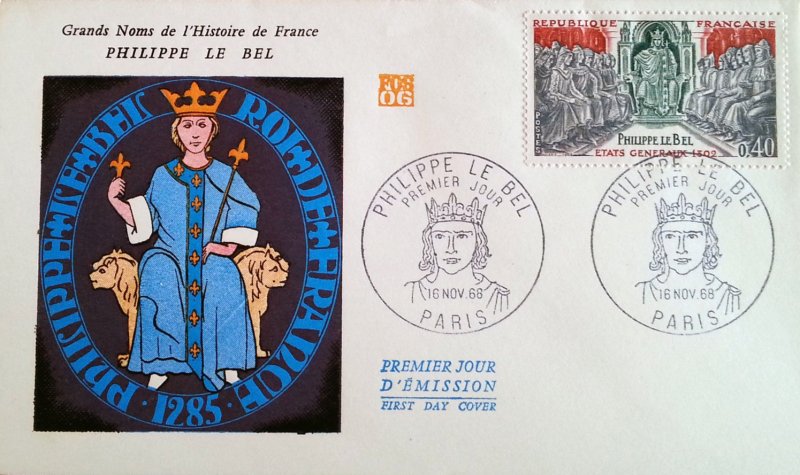 Grands Noms de l'Histoire de France
PHILIPPE LE BEL
PHILIPPE·LE·BEL ROI·DE·FRANCE
·1285·
FCS
06
REPUBLIQUE FRANÇAISE
POSTES
PHILIPPE LE BEL
ETATS GENERAUX 1302
0,40
PHILIPPE LE BEL
PREMIER JOUR
16 NOV. 68
PARIS
PHILIPPE LE BEL
PREMIER JOUR
16 NOV. 68
PARIS
PREMIER JOUR
D'ÉMISSION
FIRST DAY COVER